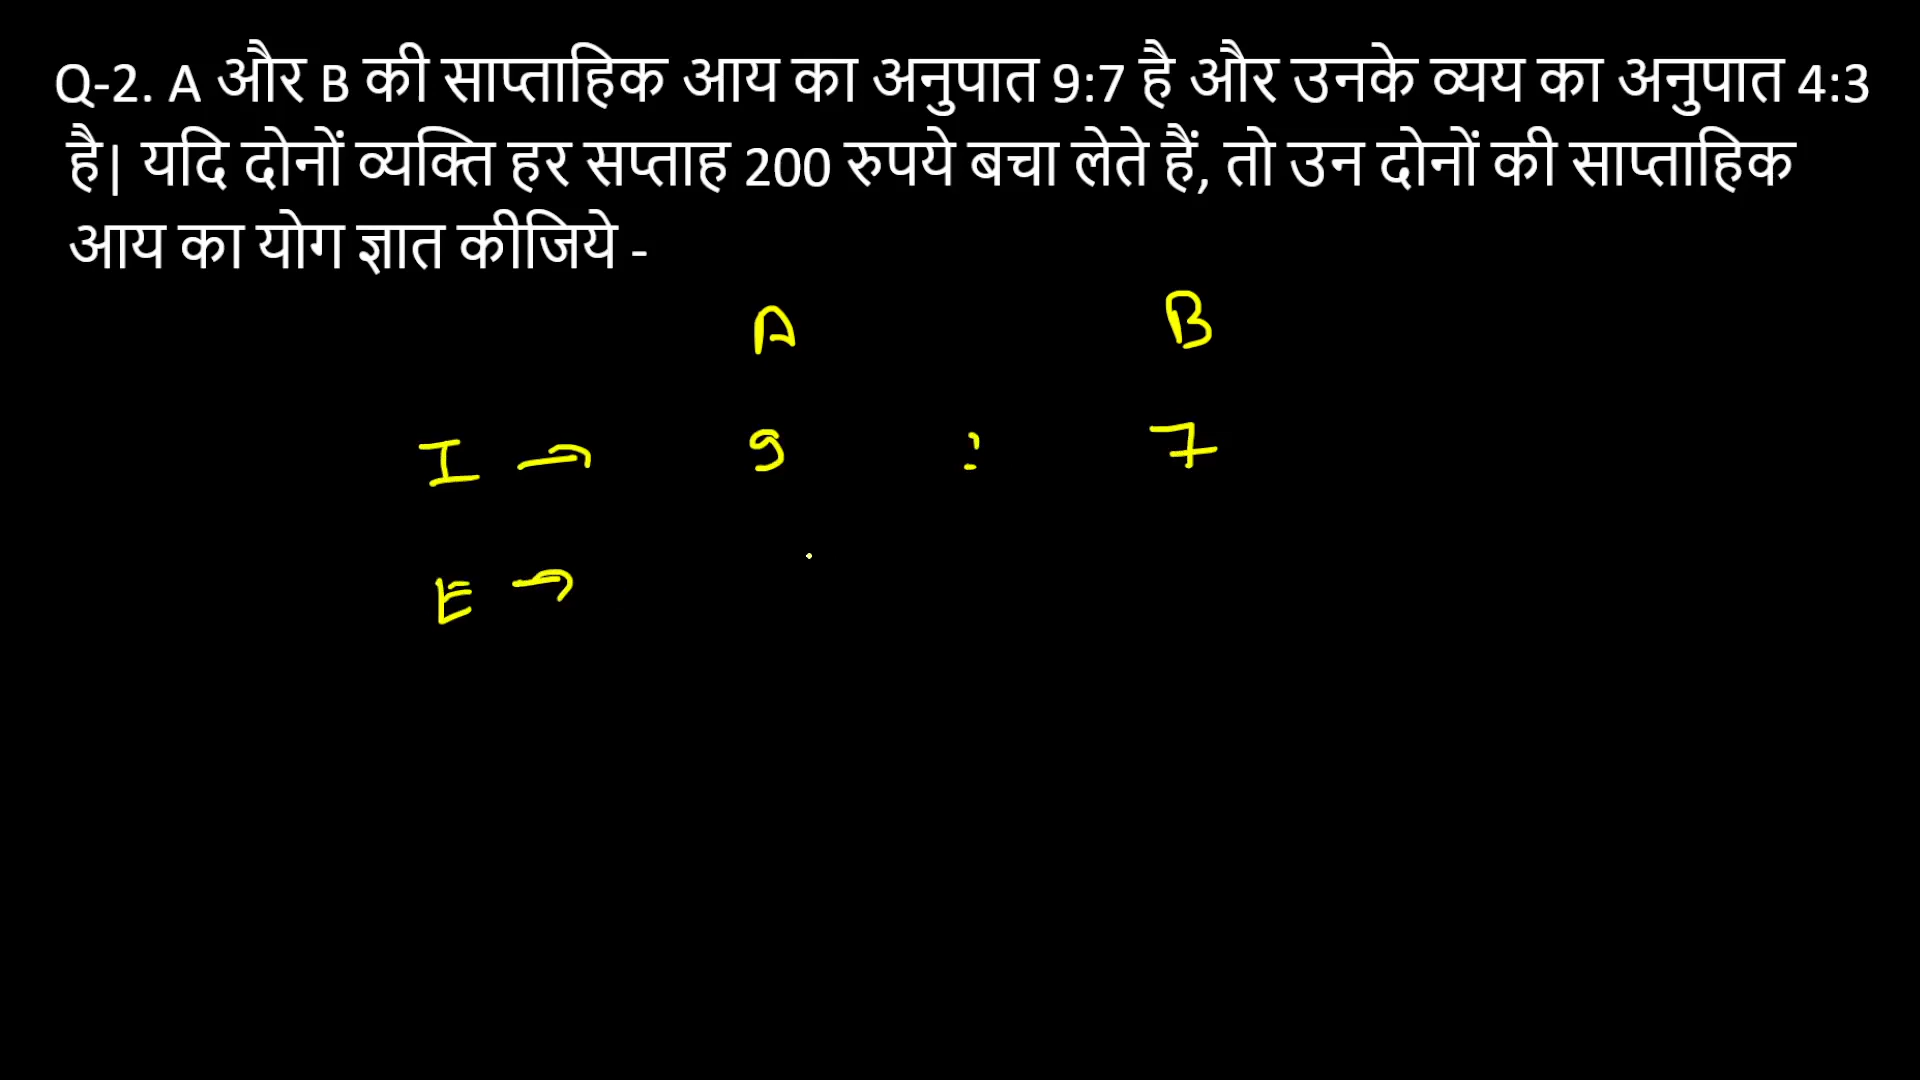 Q-2. A और B की साप्ताहिक आय का अनुपात 9:7 है और उनके व्यय का अनुपात 4:3
है| यदि दोनों व्यक्ति हर सप्ताह 200 रुपये बचा लेते हैं, तो उन दोनों की साप्ताहिक
आय का योग ज्ञात कीजिये -
A B
I → 9 : 7
E →